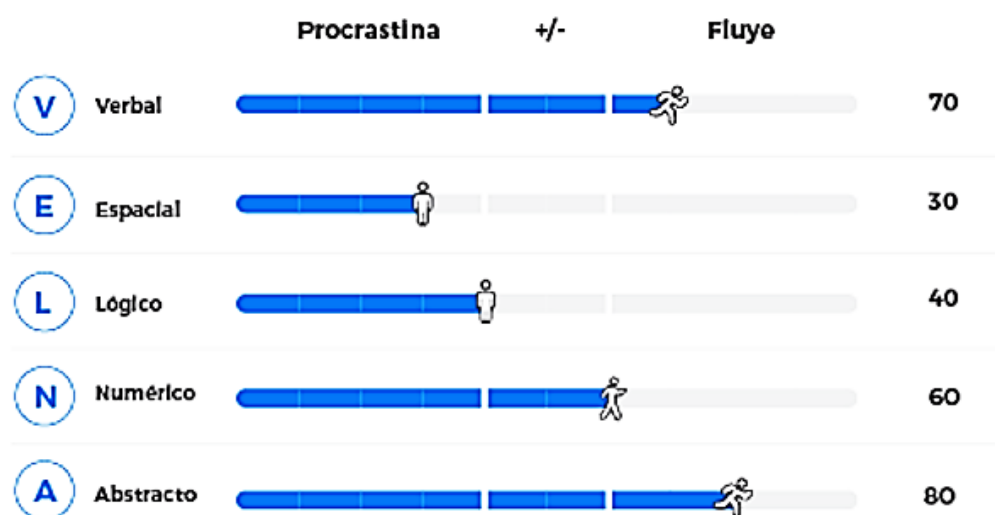 Procrastina +/- Fluye
V Verbal 70
E Espacial 30
L Lógico 40
N Numérico 60
A Abstracto 80